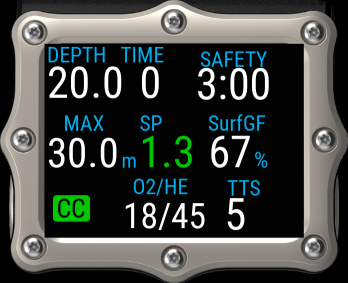 DEPTH TIME SAFETY
20.0 0 3:00
MAX SP SurfGF
30.0m 1.3 67%
O2/HE TTS
CC 18/45 5